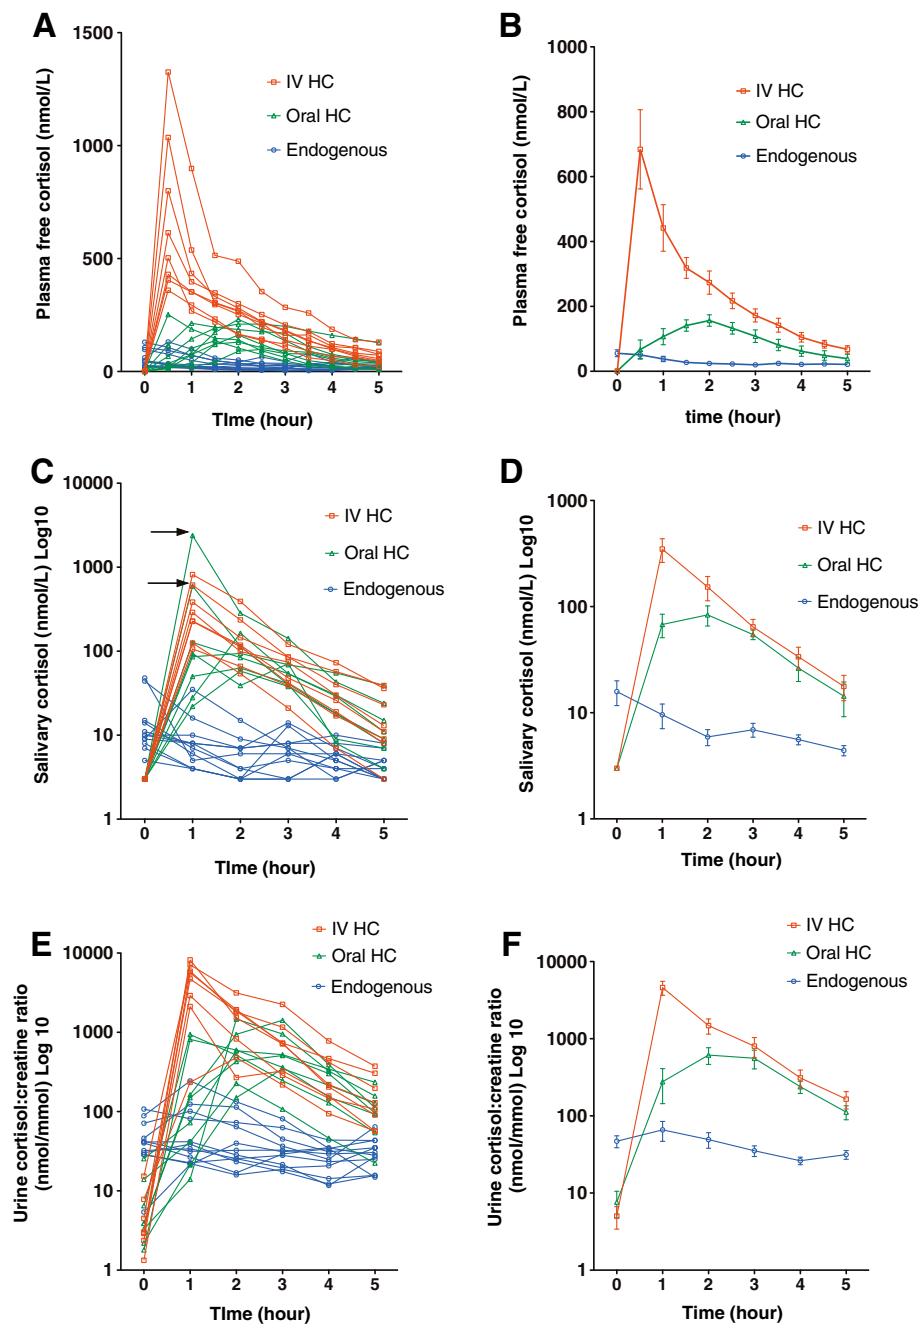 A
Plasma free cortisol (nmol/L)
1500
1000
500
0
IV HC
Oral HC
Endogenous
0 1 2 3 4 5
TIme (hour)
B
Plasma free cortisol (nmol/L)
1000
800
600
400
200
0
IV HC
Oral HC
Endogenous
0 1 2 3 4 5
time (hour)
C
Salivary cortisol (nmol/L) Log10
10000
1000
100
10
1
IV HC
Oral HC
Endogenous
0 1 2 3 4 5
TIme (hour)
D
Salivary cortisol (nmol/L) Log10
1000
100
10
1
IV HC
Oral HC
Endogenous
0 1 2 3 4 5
Time (hour)
E
Urine cortisol:creatine ratio
(nmol/mmol) Log 10
10000
1000
100
10
1
IV HC
Oral HC
Endogenous
0 1 2 3 4 5
TIme (hour)
F
Urine cortisol:creatine ratio
(nmol/mmol) Log 10
10000
1000
100
10
1
IV HC
Oral HC
Endogenous
0 1 2 3 4 5
Time (hour)